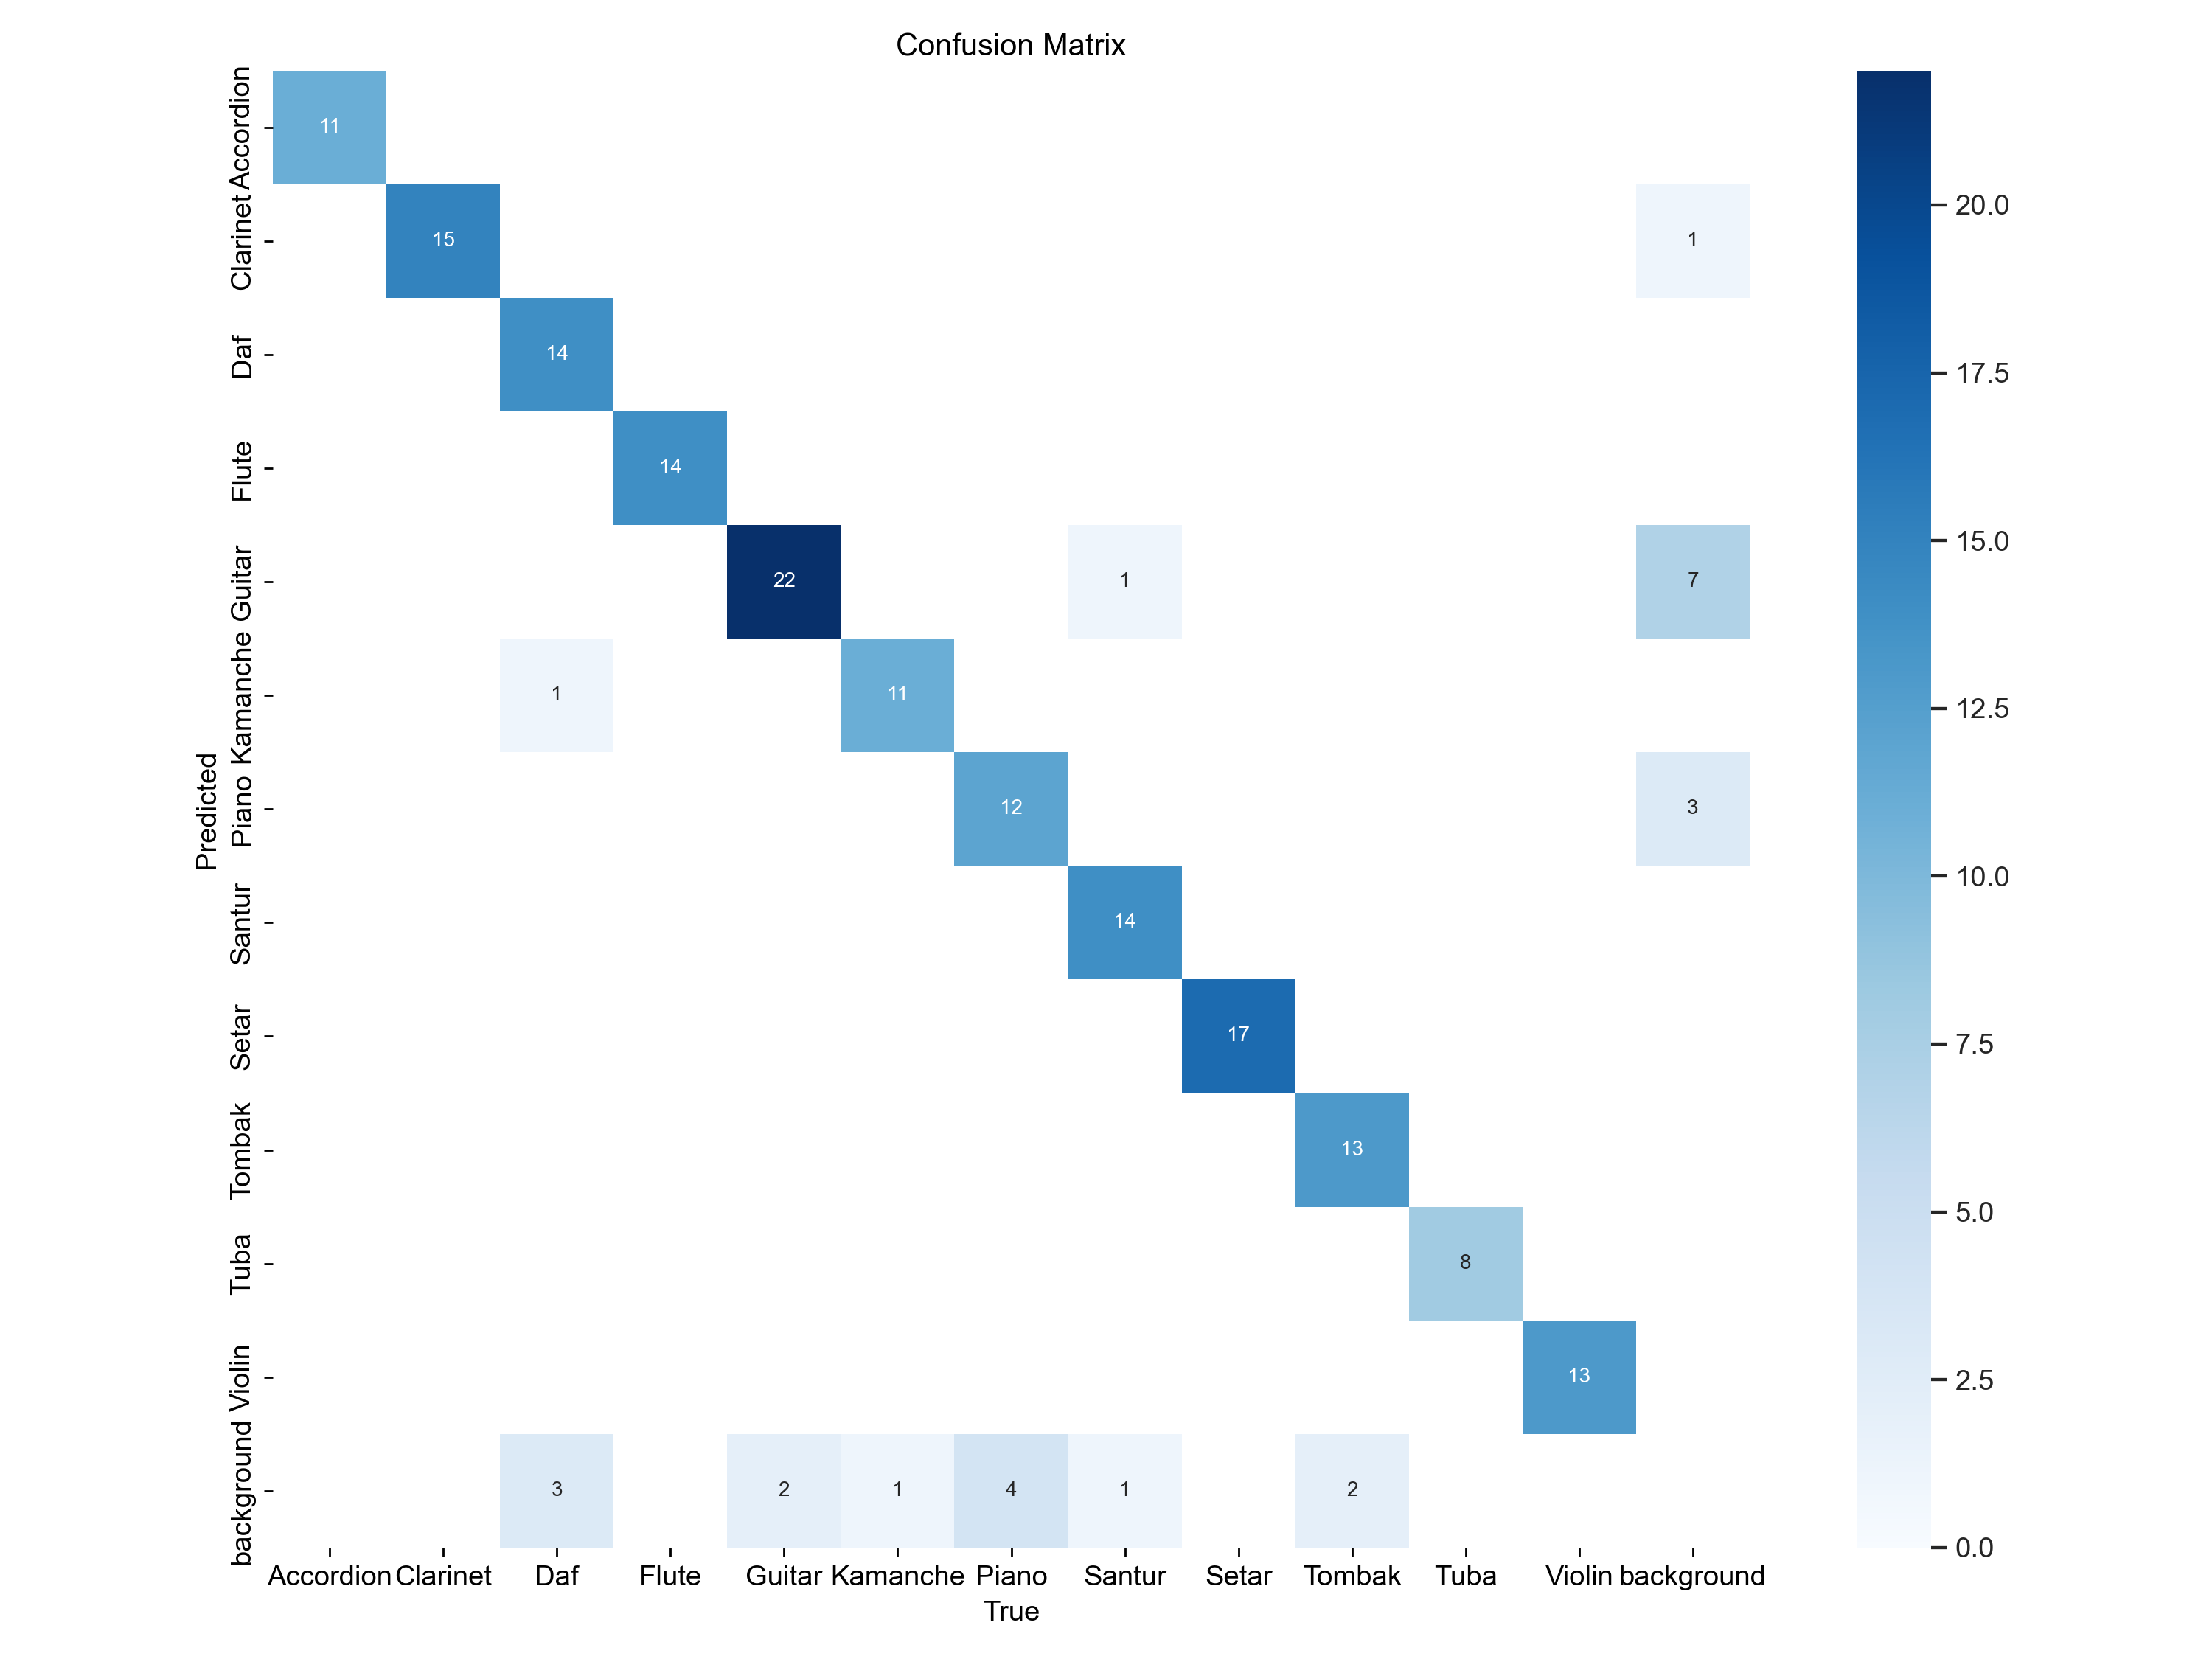 Confusion Matrix
Accordion
11
Clarinet
15
1
20.0
Daf
14
17.5
Flute
14
15.0
Guitar
22
1
7
Kamanche
1
11
12.5
Predicted
Piano
12
3
10.0
Santur
14
Setar
17
7.5
Tombak
13
5.0
Tuba
8
Violin
13
2.5
background
3
2
1
4
1
2
0.0
Accordion Clarinet Daf Flute Guitar Kamanche Piano Santur Setar Tombak Tuba Violin background
True